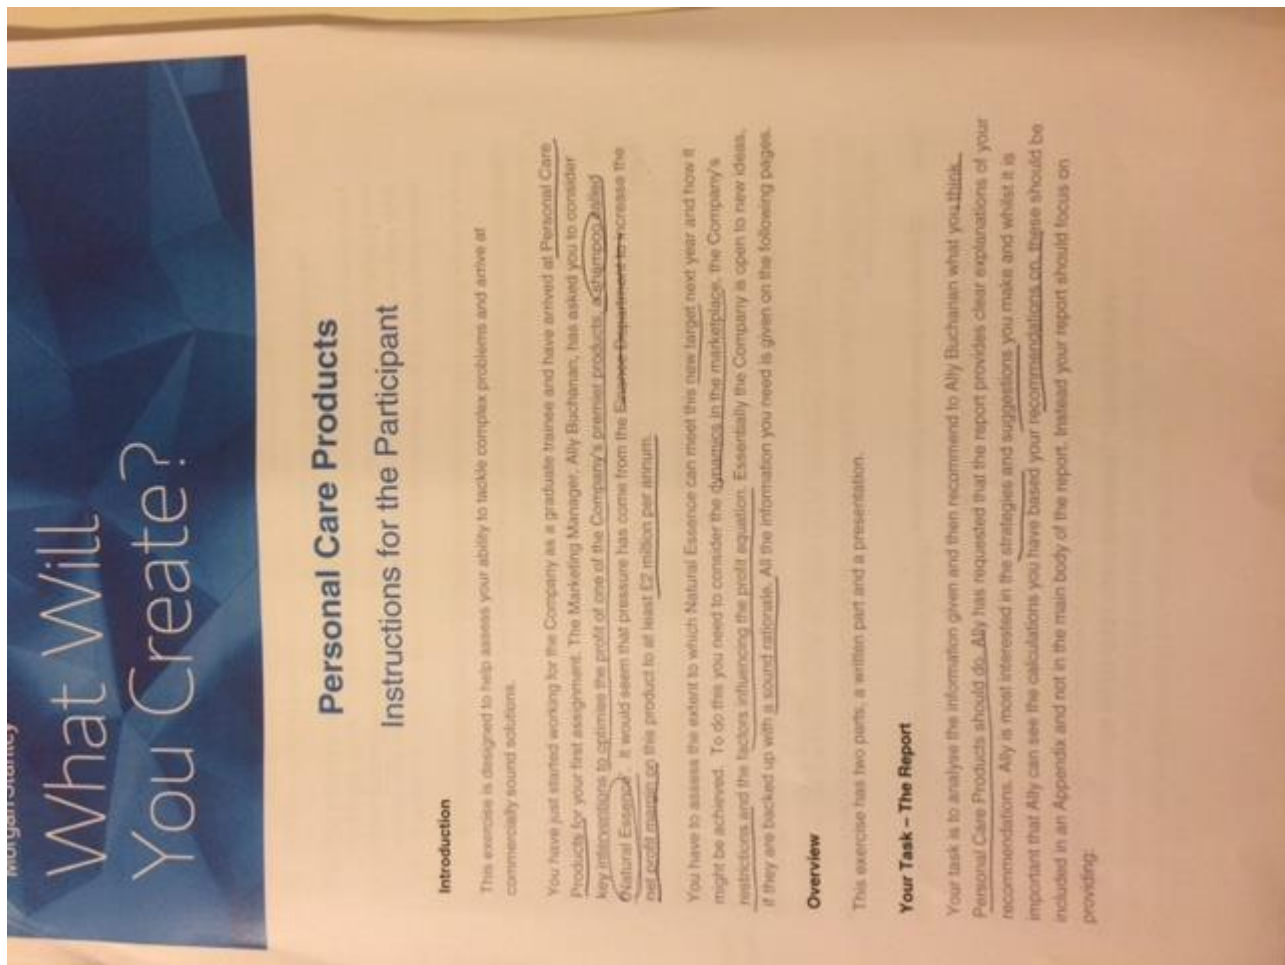 Morgan Stanley
What Will
You Create?
Personal Care Products
Instructions for the Participant
Introduction
This exercise is designed to help assess your ability to tackle complex problems and arrive at
commercially sound solutions.
You have just started working for the Company as a graduate trainee and have arrived at Personal Care
Products for your first assignment. The Marketing Manager, Ally Buchanan, has asked you to consider
key interventions to optimise the profit of one of the Company's premier products, a shampoo called
Natural Essence. It would seem that pressure has come from the Finance Department to increase the
net profit margin on this product to at least £2 million per annum.
You have to assess the extent to which Natural Essence can meet this new target next year and how it
might be achieved. To do this you need to consider the dynamics in the marketplace, the Company's
restrictions and the factors influencing the profit equation. Essentially the Company is open to new ideas,
if they are backed up with a sound rationale. All the information you need is given on the following pages.
Overview
This exercise has two parts, a written part and a presentation.
Your Task – The Report
Your task is to analyse the information given and then recommend to Ally Buchanan what you think
Personal Care Products should do. Ally has requested that the report provides clear explanations of your
recommendations. Ally is most interested in the strategies and suggestions you make and whilst it is
important that Ally can see the calculations you have based your recommendations on, these should be
included in an Appendix and not in the main body of the report. Instead your report should focus on
providing: